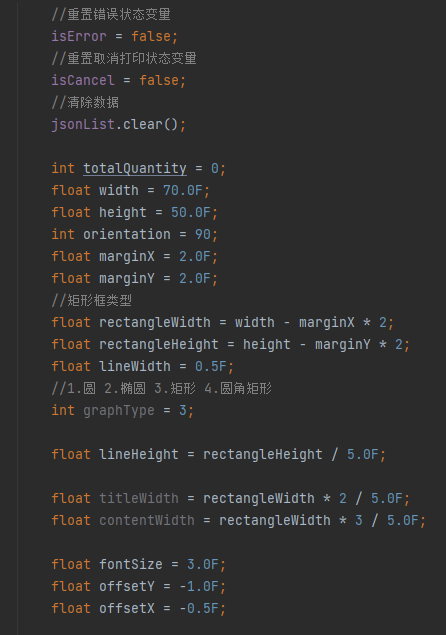 //重置错误状态变量
isError = false;
//重置取消打印状态变量
isCancel = false;
//清除数据
jsonList.clear();
int totalQuantity = 0;
float width = 70.0F;
float height = 50.0F;
int orientation = 90;
float marginX = 2.0F;
float marginY = 2.0F;
//矩形框类型
float rectangleWidth = width - marginX * 2;
float rectangleHeight = height - marginY * 2;
float lineWidth = 0.5F;
//1.圆 2.椭圆 3.矩形 4.圆角矩形
int graphType = 3;
float lineHeight = rectangleHeight / 5.0F;
float titleWidth = rectangleWidth * 2 / 5.0F;
float contentWidth = rectangleWidth * 3 / 5.0F;
float fontSize = 3.0F;
float offsetY = -1.0F;
float offsetX = -0.5F;